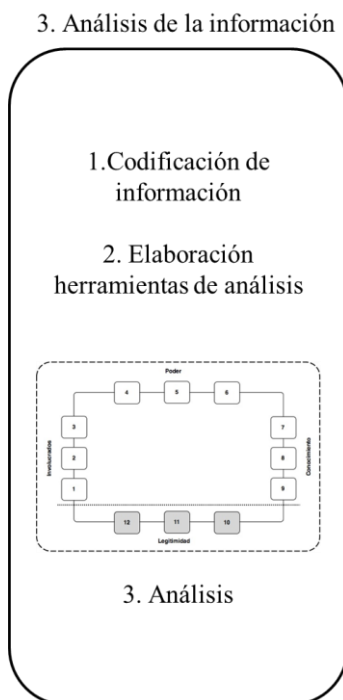 3. Análisis de la información
1.Codificación de
información
2. Elaboración
herramientas de análisis
Poder
4 5 6
Involucrados
3
2
1
7
8
9
Conocimiento
12 11 10
Legitimidad
3. Análisis